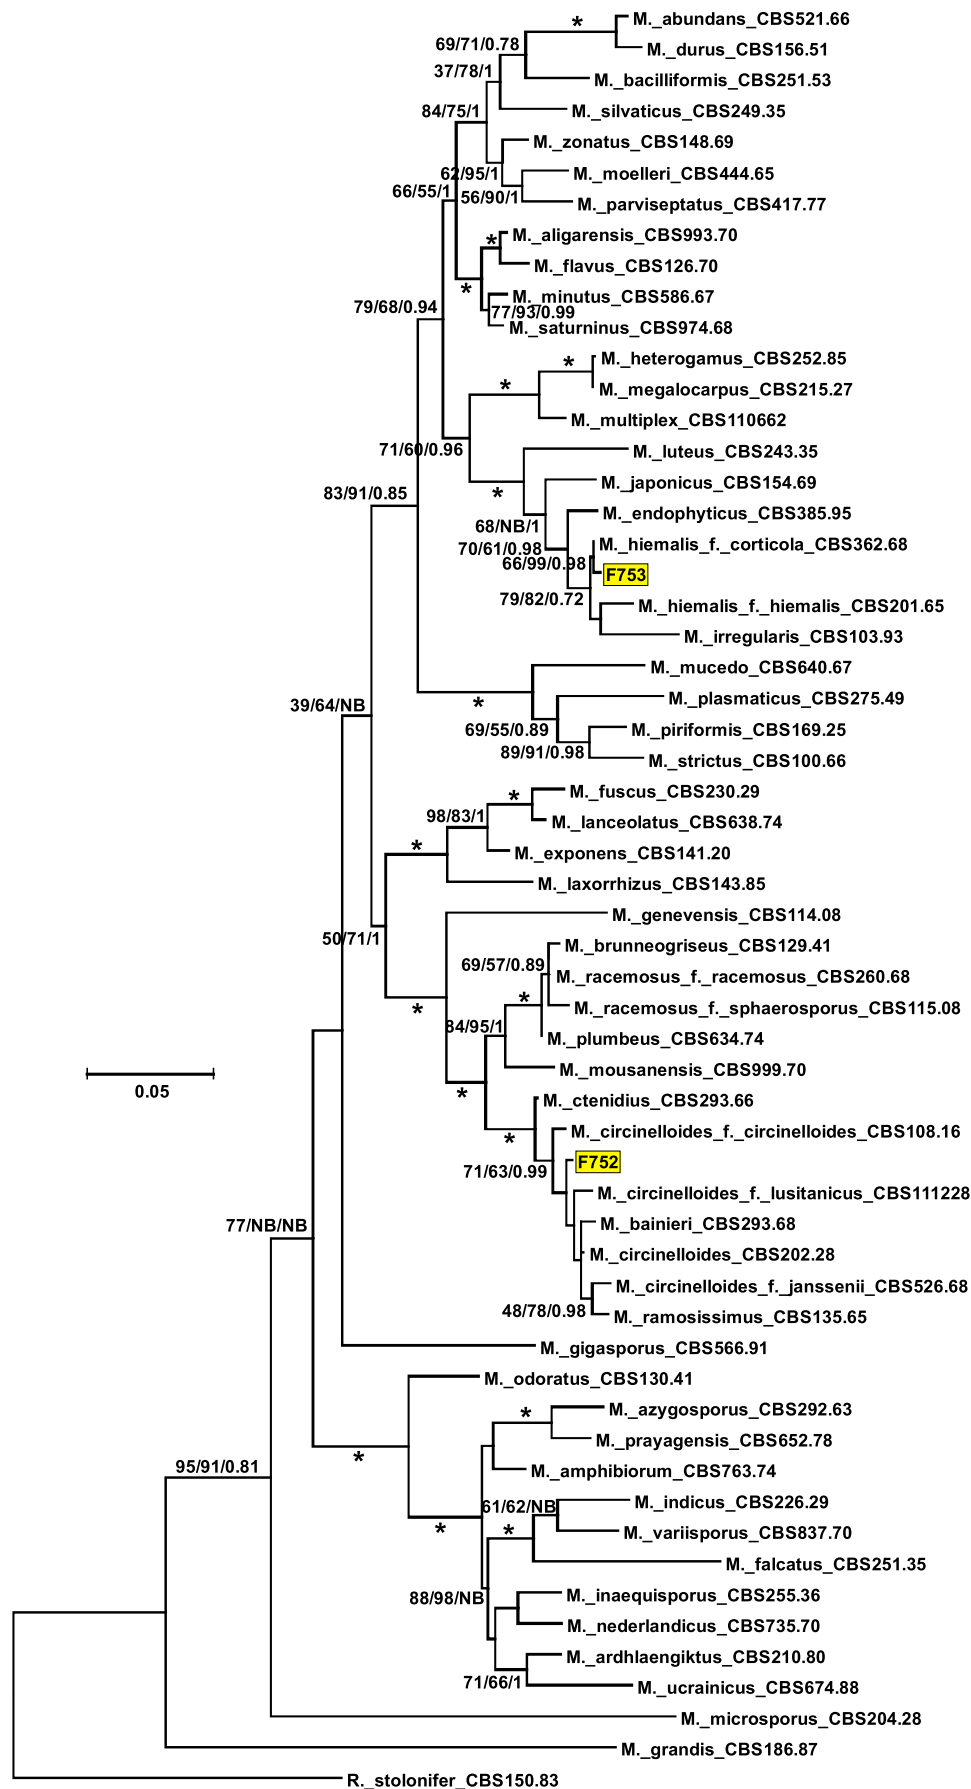 *
M._abundans_CBS521.66
69/71/0.78
M._durus_CBS156.51
37/78/1
M._bacilliformis_CBS251.53
84/75/1
M._silvaticus_CBS249.35
M._zonatus_CBS148.69
62/95/1
M._moelleri_CBS444.65
66/55/1
56/90/1
M._parviseptatus_CBS417.77
*
M._aligarensis_CBS993.70
M._flavus_CBS126.70
*
M._minutus_CBS586.67
79/68/0.94
77/93/0.99
M._saturninus_CBS974.68
*
M._heterogamus_CBS252.85
*
M._megalocarpus_CBS215.27
M._multiplex_CBS110662
71/60/0.96
M._luteus_CBS243.35
83/91/0.85
*
M._japonicus_CBS154.69
68/NB/1
M._endophyticus_CBS385.95
70/61/0.98
M._hiemalis_f._corticola_CBS362.68
66/99/0.98
F753
79/82/0.72
M._hiemalis_f._hiemalis_CBS201.65
M._irregularis_CBS103.93
M._mucedo_CBS640.67
39/64/NB
*
M._plasmaticus_CBS275.49
69/55/0.89
M._piriformis_CBS169.25
89/91/0.98
M._strictus_CBS100.66
*
M._fuscus_CBS230.29
98/83/1
M._lanceolatus_CBS638.74
*
M._exponens_CBS141.20
M._laxorrhizus_CBS143.85
M._genevensis_CBS114.08
50/71/1
M._brunneogriseus_CBS129.41
69/57/0.89
M._racemosus_f._racemosus_CBS260.68
*
*
M._racemosus_f._sphaerosporus_CBS115.08
84/95/1
M._plumbeus_CBS634.74
M._mousanensis_CBS999.70
0.05
*
M._ctenidius_CBS293.66
*
M._circinelloides_f._circinelloides_CBS108.16
71/63/0.99
F752
M._circinelloides_f._lusitanicus_CBS111228
77/NB/NB
M._bainieri_CBS293.68
M._circinelloides_CBS202.28
M._circinelloides_f._janssenii_CBS526.68
48/78/0.98
M._ramosissimus_CBS135.65
M._gigasporus_CBS566.91
M._odoratus_CBS130.41
*
M._azygosporus_CBS292.63
*
M._prayagensis_CBS652.78
95/91/0.81
M._amphibiorum_CBS763.74
61/62/NB
M._indicus_CBS226.29
*
*
M._variisporus_CBS837.70
M._falcatus_CBS251.35
88/98/NB
M._inaequisporus_CBS255.36
M._nederlandicus_CBS735.70
M._ardhlaengiktus_CBS210.80
71/66/1
M._ucrainicus_CBS674.88
M._microsporus_CBS204.28
M._grandis_CBS186.87
R._stolonifer_CBS150.83